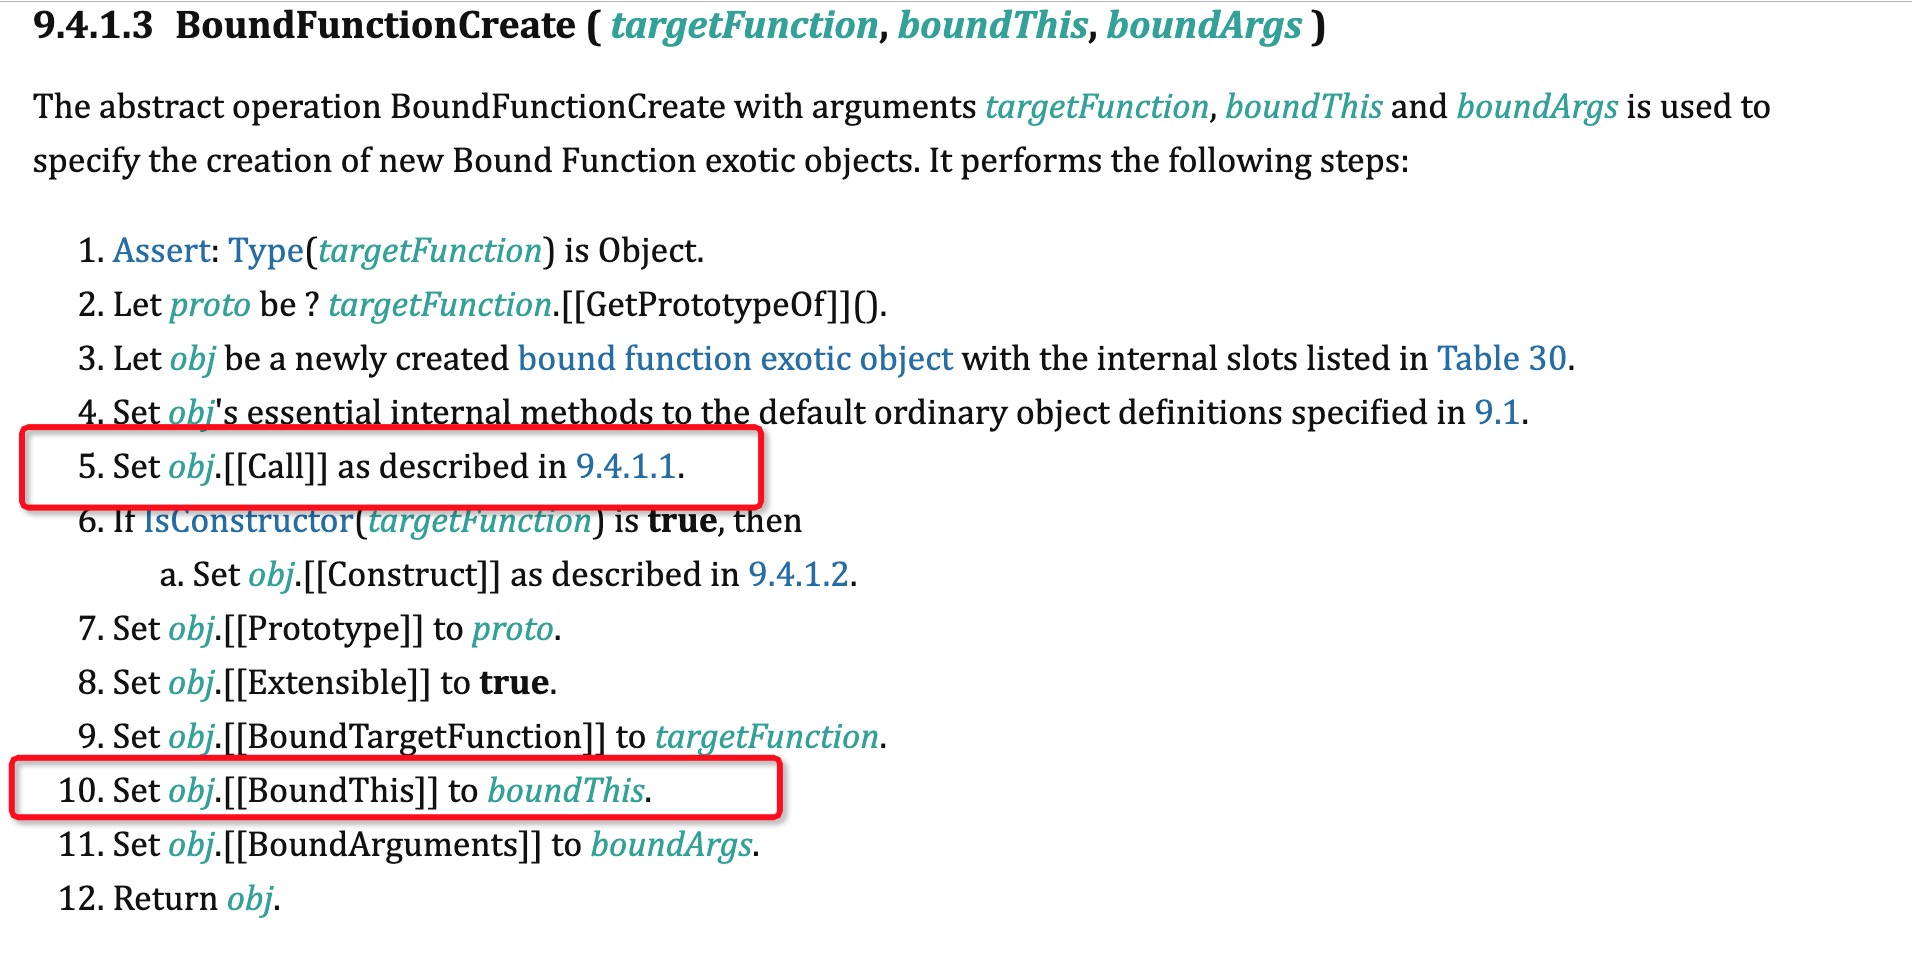 9.4.1.3 BoundFunctionCreate ( targetFunction, boundThis, boundArgs )
The abstract operation BoundFunctionCreate with arguments targetFunction, boundThis and boundArgs is used to
specify the creation of new Bound Function exotic objects. It performs the following steps:
1. Assert: Type(targetFunction) is Object.
2. Let proto be ? targetFunction.[[GetPrototypeOf]]().
3. Let obj be a newly created bound function exotic object with the internal slots listed in Table 30.
4. Set obj's essential internal methods to the default ordinary object definitions specified in 9.1.
5. Set obj.[[Call]] as described in 9.4.1.1.
6. If IsConstructor(targetFunction) is true, then
a. Set obj.[[Construct]] as described in 9.4.1.2.
7. Set obj.[[Prototype]] to proto.
8. Set obj.[[Extensible]] to true.
9. Set obj.[[BoundTargetFunction]] to targetFunction.
10. Set obj.[[BoundThis]] to boundThis.
11. Set obj.[[BoundArguments]] to boundArgs.
12. Return obj.